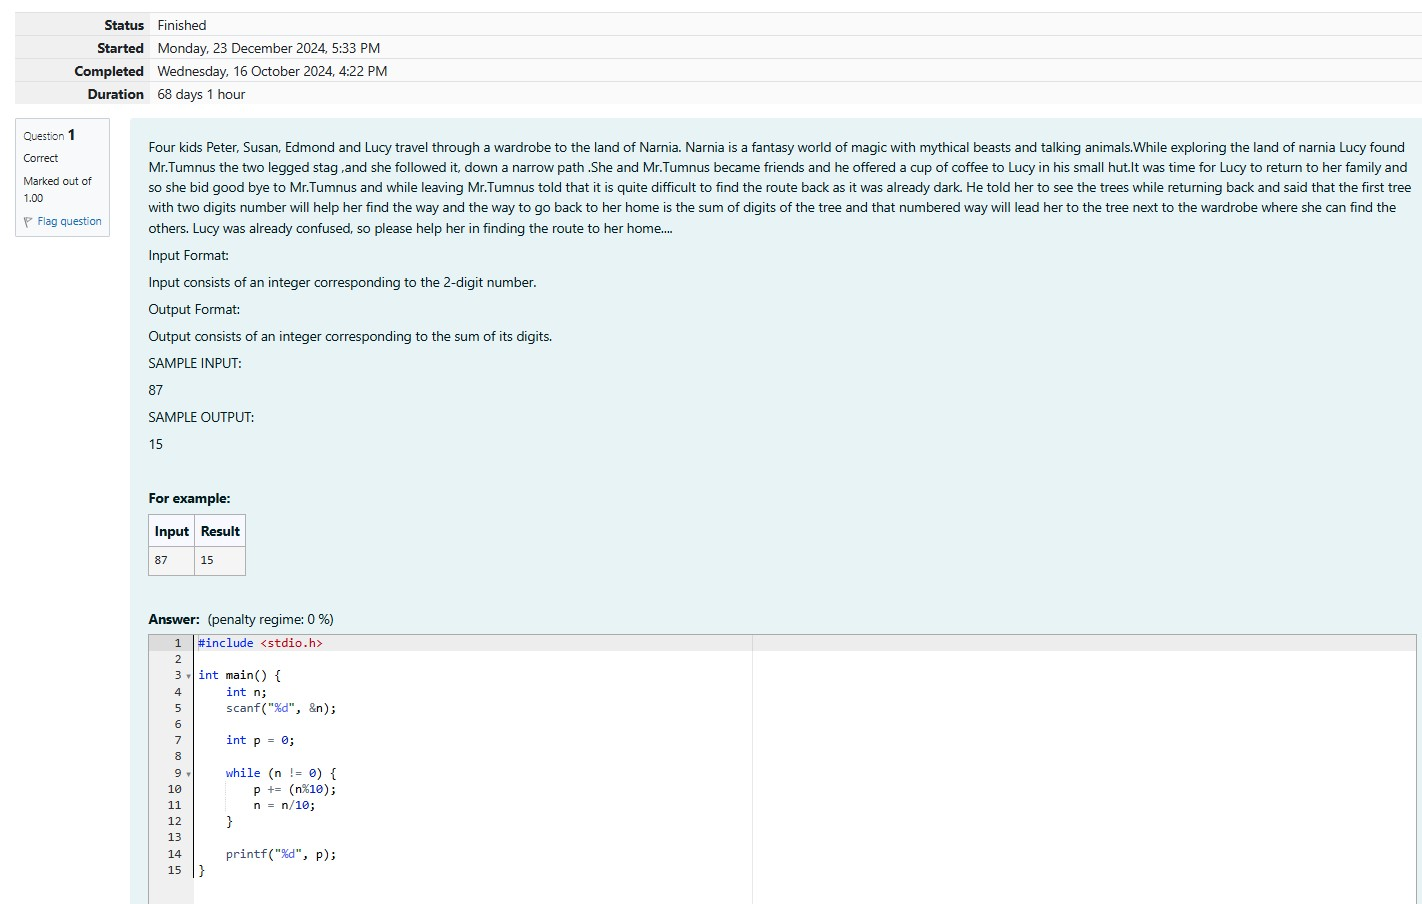 Status Finished
Started Monday, 23 December 2024, 5:33 PM
Completed Wednesday, 16 October 2024, 4:22 PM
Duration 68 days 1 hour
Question 1
Correct
Marked out of
1.00
Flag question
Four kids Peter, Susan, Edmond and Lucy travel through a wardrobe to the land of Narnia. Narnia is a fantasy world of magic with mythical beasts and talking animals.While exploring the land of narnia Lucy found
Mr.Tumnus the two legged stag ,and she followed it, down a narrow path .She and Mr.Tumnus became friends and he offered a cup of coffee to Lucy in his small hut.It was time for Lucy to return to her family and
so she bid good bye to Mr.Tumnus and while leaving Mr.Tumnus told that it is quite difficult to find the route back as it was already dark. He told her to see the trees while returning back and said that the first tree
with two digits number will help her find the way and the way to go back to her home is the sum of digits of the tree and that numbered way will lead her to the tree next to the wardrobe where she can find the
others. Lucy was already confused, so please help her in finding the route to her home....
Input Format:
Input consists of an integer corresponding to the 2-digit number.
Output Format:
Output consists of an integer corresponding to the sum of its digits.
SAMPLE INPUT:
87
SAMPLE OUTPUT:
15
For example:
Input Result
87 15
Answer: (penalty regime: 0 %)
1 #include <stdio.h>
2
3 int main() {
4 int n;
5 scanf("%d", &n);
6
7 int p = 0;
8
9 while (n != 0) {
10 p += (n%10);
11 n = n/10;
12 }
13
14 printf("%d", p);
15 }